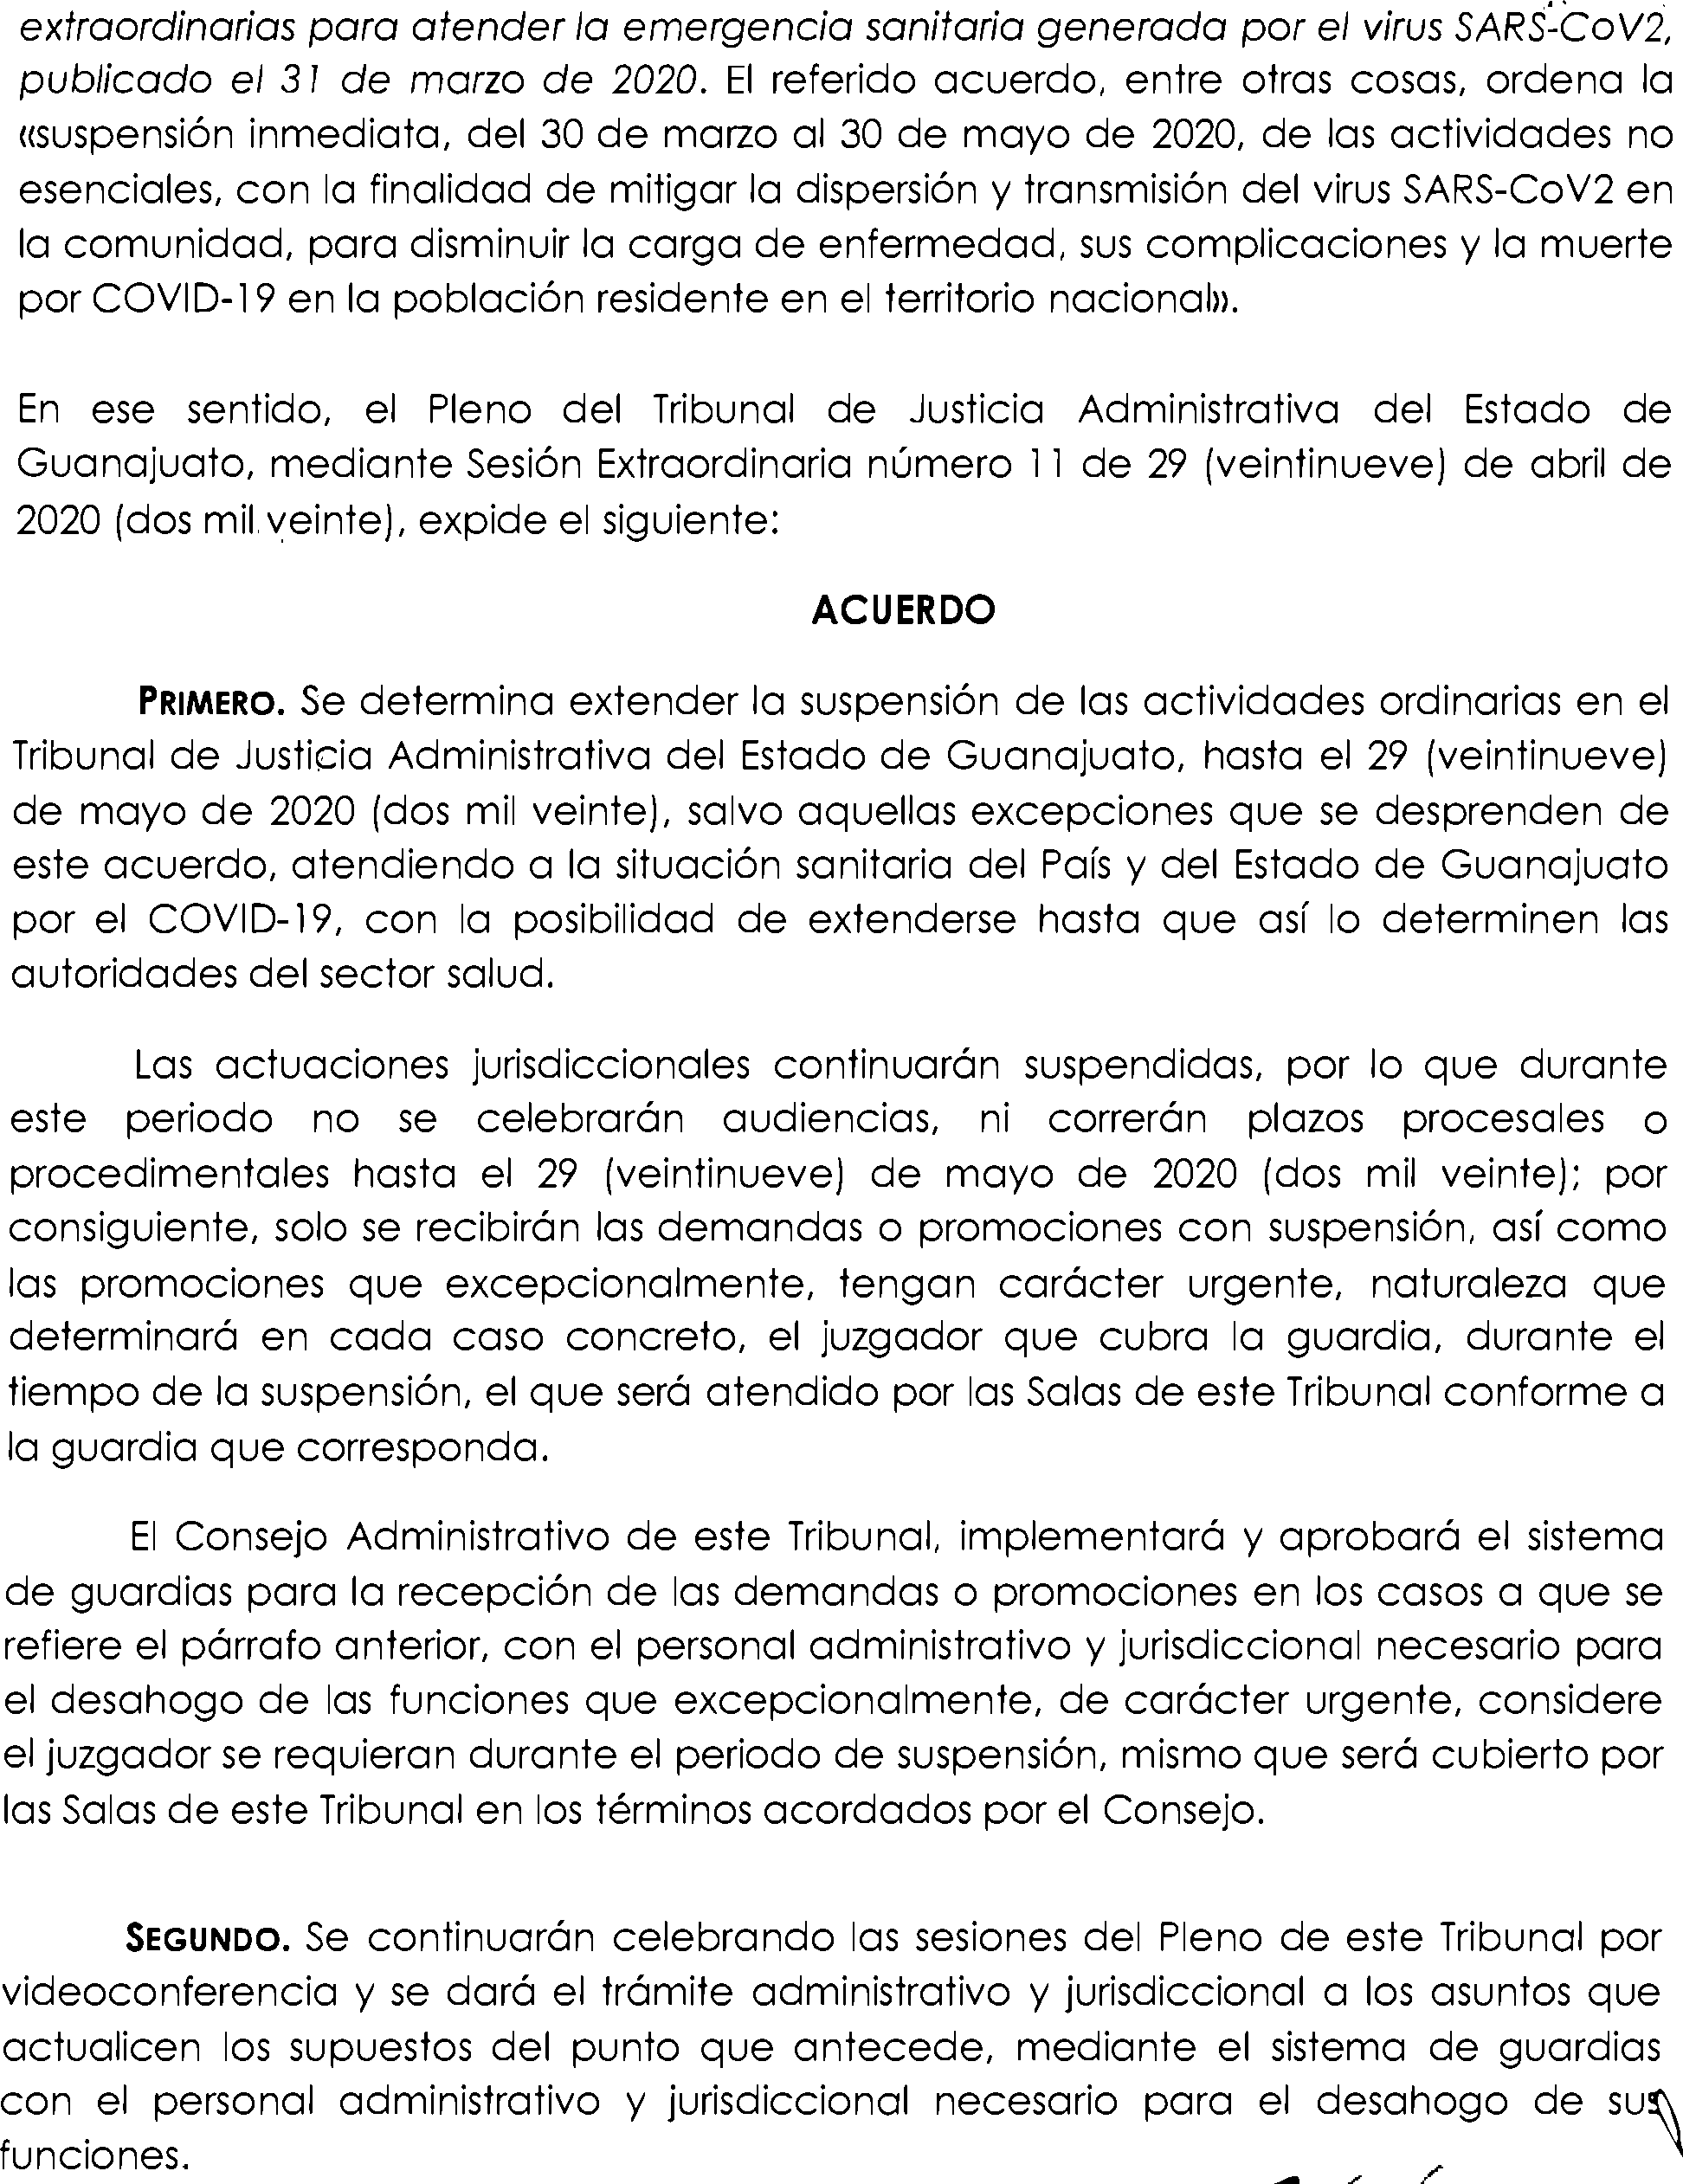 extraordinarias para atender la emergencia sanitaria generada por el virus SARS-CoV2,
publicado el 31 de marzo de 2020. El referido acuerdo, entre otras cosas, ordena la
«suspensión inmediata, del 30 de marzo al 30 de mayo de 2020, de las actividades no
esenciales, con la finalidad de mitigar la dispersión y transmisión del virus SARS-CoV2 en
la comunidad, para disminuir la carga de enfermedad, sus complicaciones y la muerte
por COVID-19 en la población residente en el territorio nacional».
En ese sentido, el Pleno del Tribunal de Justicia Administrativa del Estado de
Guanajuato, mediante Sesión Extraordinaria número 11 de 29 (veintinueve) de abril de
2020 (dos mil veinte), expide el siguiente:
ACUERDO
PRIMERO. Se determina extender la suspensión de las actividades ordinarias en el
Tribunal de Justicia Administrativa del Estado de Guanajuato, hasta el 29 (veintinueve)
de mayo de 2020 (dos mil veinte), salvo aquellas excepciones que se desprenden de
este acuerdo, atendiendo a la situación sanitaria del País y del Estado de Guanajuato
por el COVID-19, con la posibilidad de extenderse hasta que así lo determinen las
autoridades del sector salud.
Las actuaciones jurisdiccionales continuarán suspendidas, por lo que durante
este periodo no se celebrarán audiencias, ni correrán plazos procesales o
procedimentales hasta el 29 (veintinueve) de mayo de 2020 (dos mil veinte); por
consiguiente, solo se recibirán las demandas o promociones con suspensión, así como
las promociones que excepcionalmente, tengan carácter urgente, naturaleza que
determinará en cada caso concreto, el juzgador que cubra la guardia, durante el
tiempo de la suspensión, el que será atendido por las Salas de este Tribunal conforme a
la guardia que corresponda.
El Consejo Administrativo de este Tribunal, implementará y aprobará el sistema
de guardias para la recepción de las demandas o promociones en los casos a que se
refiere el párrafo anterior, con el personal administrativo y jurisdiccional necesario para
el desahogo de las funciones que excepcionalmente, de carácter urgente, considere
el juzgador se requieran durante el periodo de suspensión, mismo que será cubierto por
las Salas de este Tribunal en los términos acordados por el Consejo.
SEGUNDO. Se continuarán celebrando las sesiones del Pleno de este Tribunal por
videoconferencia y se dará el trámite administrativo y jurisdiccional a los asuntos que
actualicen los supuestos del punto que antecede, mediante el sistema de guardias
con el personal administrativo y jurisdiccional necesario para el desahogo de sus
funciones.